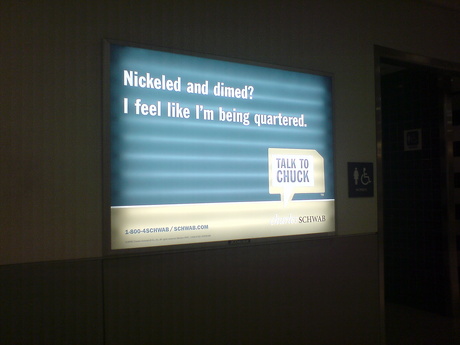 Nickeled and dimed?
I feel like I'm being quartered.
TALK TO
CHUCK
SCHWAB
1-800-4SCHWAB / SCHWAB.COM